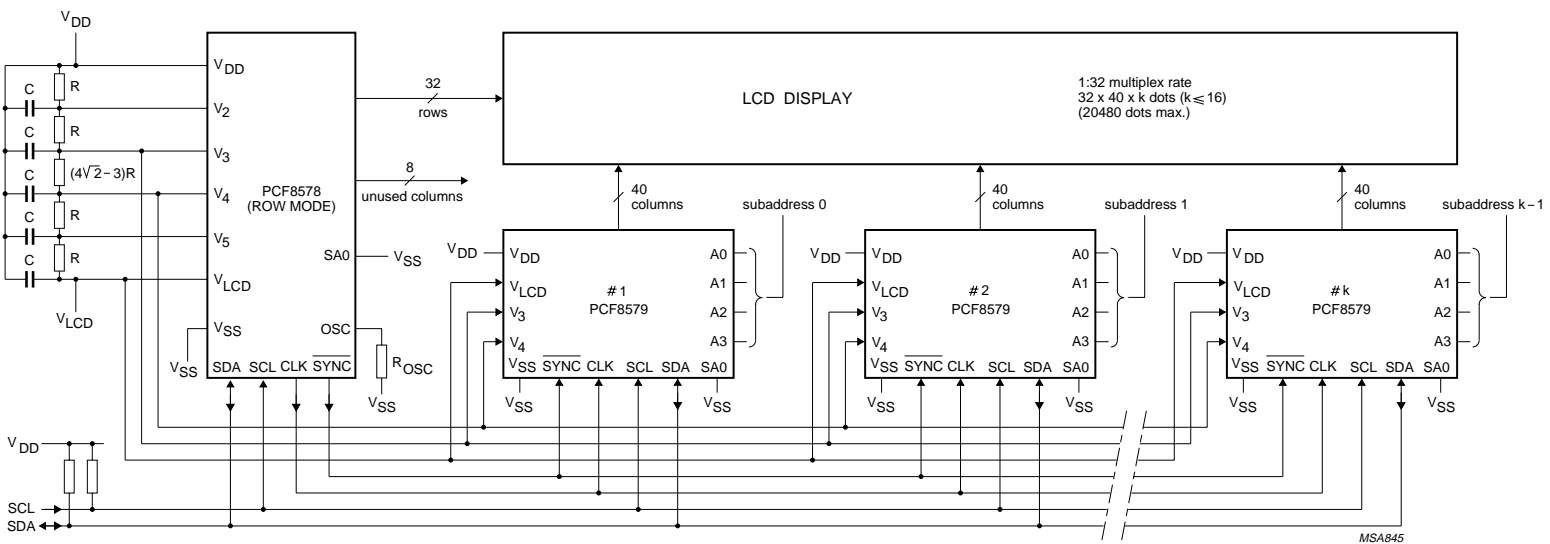 VDD
C
R
C
R
C
(4√2−3)R
C
R
C
R
VLCD
VSS
VDD
V2
V3
V4
V5
VLCD
VSS
PCF8578
(ROW MODE)
SA0
VSS
OSC
ROSC
VSS
SDA SCL CLK SYNC
32
rows
8
unused columns
LCD DISPLAY
1:32 multiplex rate
32 x 40 x k dots (k ⩽ 16)
(20480 dots max.)
40
columns
subaddress 0
VDD
VDD
VLCD
V3
V4
#1
PCF8579
A0
A1
A2
A3
VSS SYNC CLK SCL SDA SA0
VSS
VSS
40
columns
subaddress 1
VDD
VDD
VLCD
V3
V4
#2
PCF8579
A0
A1
A2
A3
VSS SYNC CLK SCL SDA SA0
VSS
VSS
40
columns
subaddress k−1
VDD
VDD
VLCD
V3
V4
#k
PCF8579
A0
A1
A2
A3
VSS SYNC CLK SCL SDA SA0
VSS
VSS
VDD
SCL
SDA
MSA845